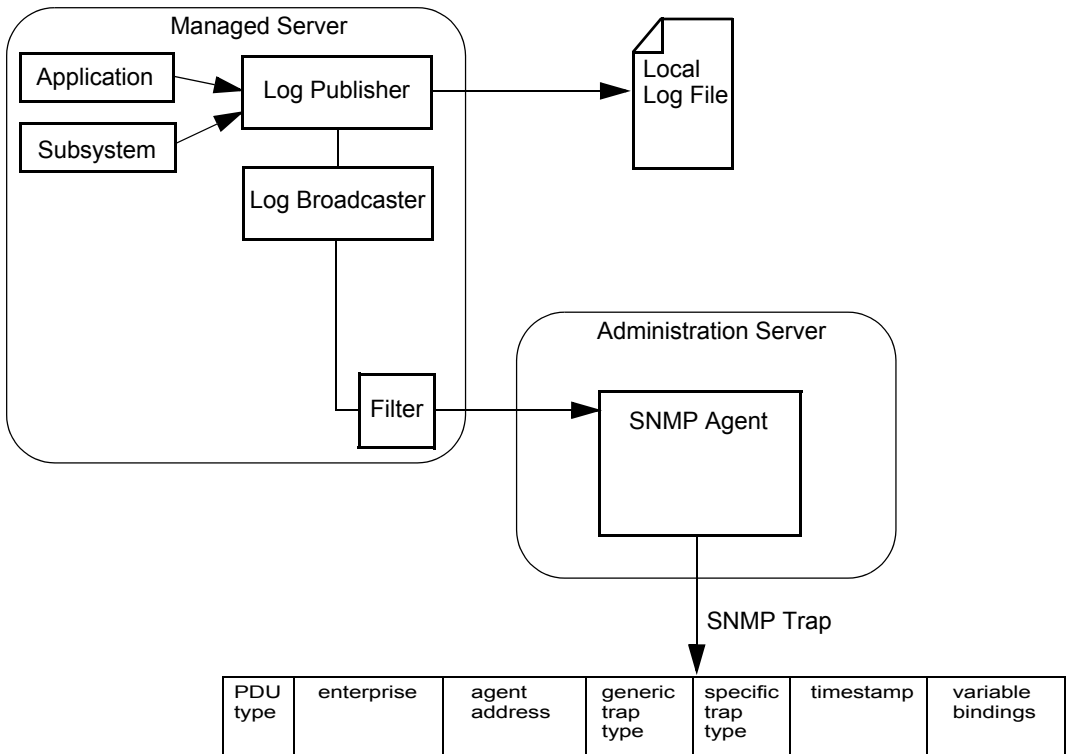 Managed Server
Application
Log Publisher
Local
Log File
Subsystem
Log Broadcaster
Administration Server
Filter
SNMP Agent
SNMP Trap
PDU
type
enterprise
agent
address
generic
trap
type
specific
trap
type
timestamp
variable
bindings